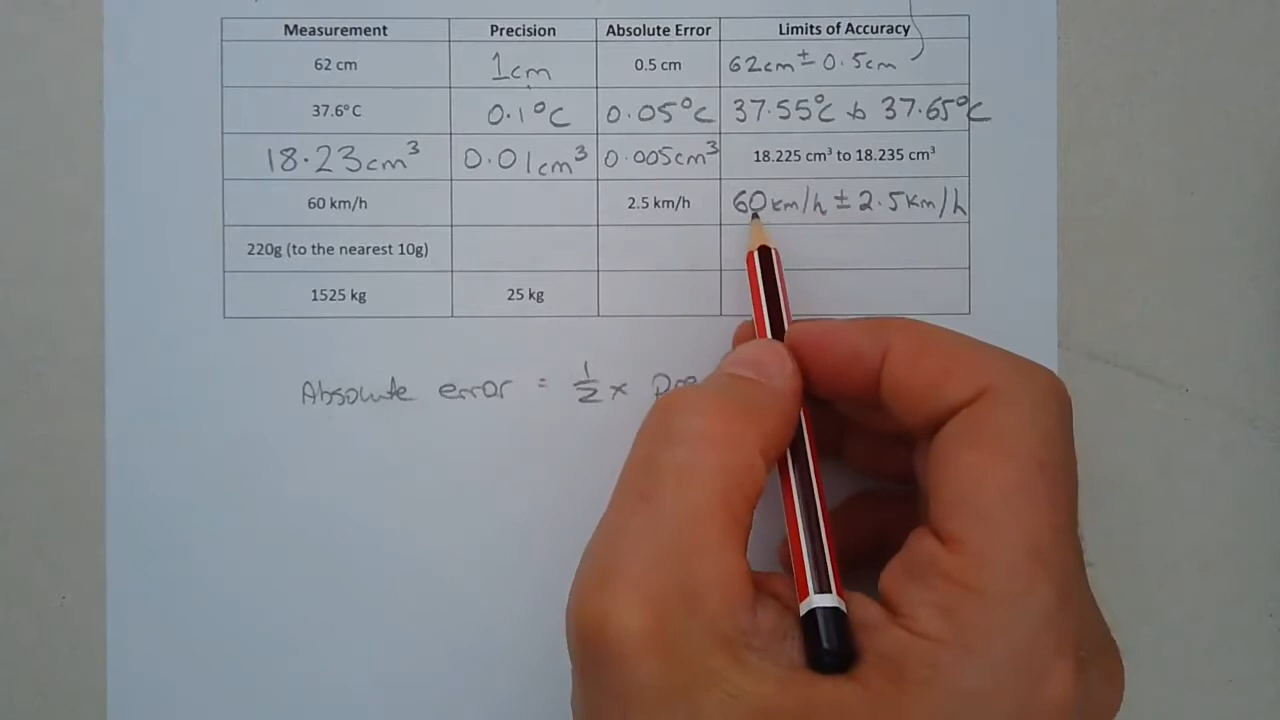 Measurement Precision Absolute Error Limits of Accuracy
62 cm 1cm 0.5 cm 62cm ± 0.5cm
37.6°C 0.1°C 0.05°C 37.55°C to 37.65°C
18.23cm³ 0.01cm³ 0.005cm³ 18.225 cm³ to 18.235 cm³
60 km/h 2.5 km/h 60km/h ± 2.5km/h
220g (to the nearest 10g)
1525 kg 25 kg
Absolute error = 1/2 ×